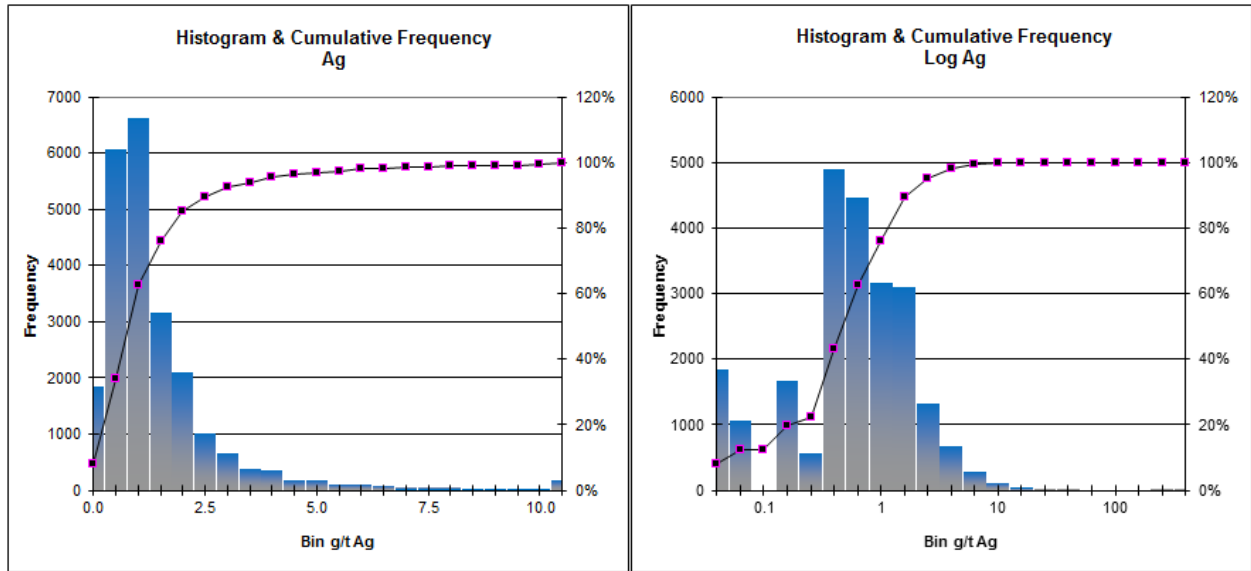 Histogram & Cumulative Frequency
Ag
7000
6000
5000
4000
3000
2000
1000
0
Frequency
120%
100%
80%
60%
40%
20%
0%
0.0 2.5 5.0 7.5 10.0
Bin g/t Ag
Histogram & Cumulative Frequency
Log Ag
6000
5000
4000
3000
2000
1000
0
Frequency
120%
100%
80%
60%
40%
20%
0%
0.1 1 10 100
Bin g/t Ag